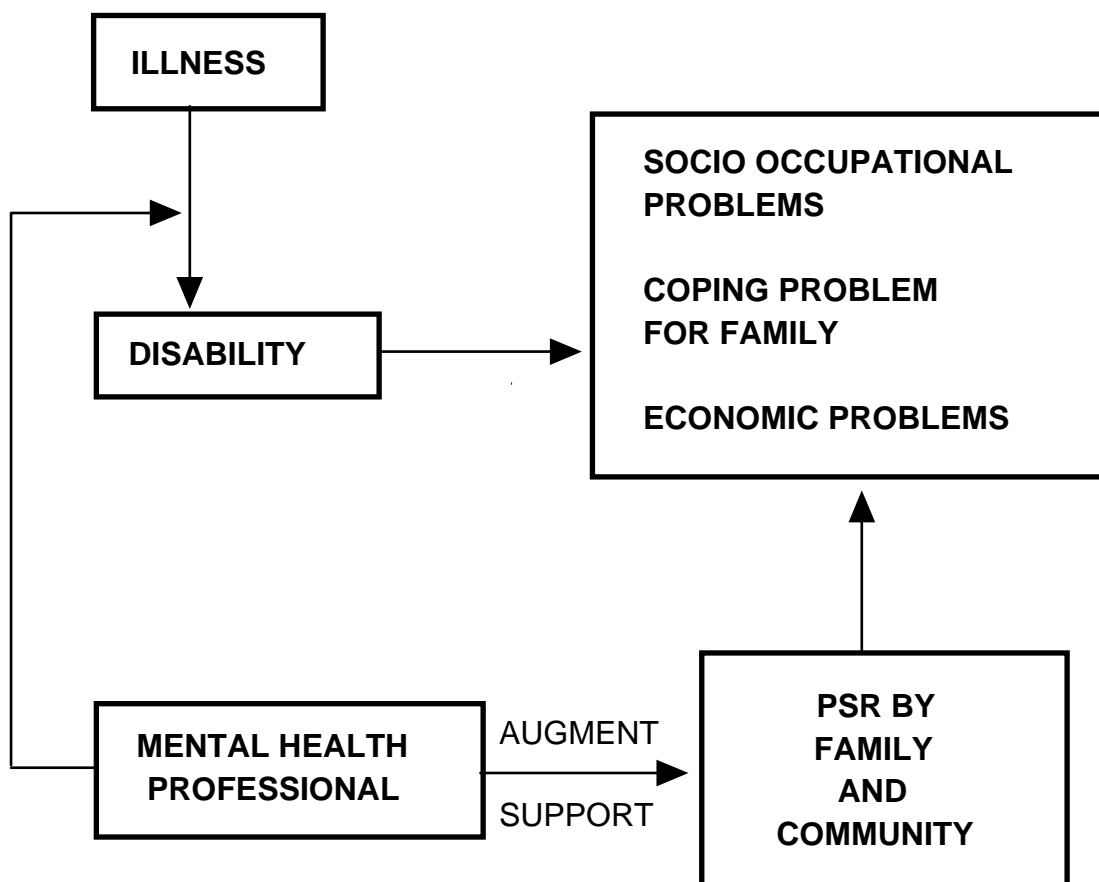 ILLNESS
SOCIO OCCUPATIONAL
PROBLEMS
COPING PROBLEM
FOR FAMILY
ECONOMIC PROBLEMS
DISABILITY
MENTAL HEALTH
PROFESSIONAL
AUGMENT
SUPPORT
PSR BY
FAMILY
AND
COMMUNITY